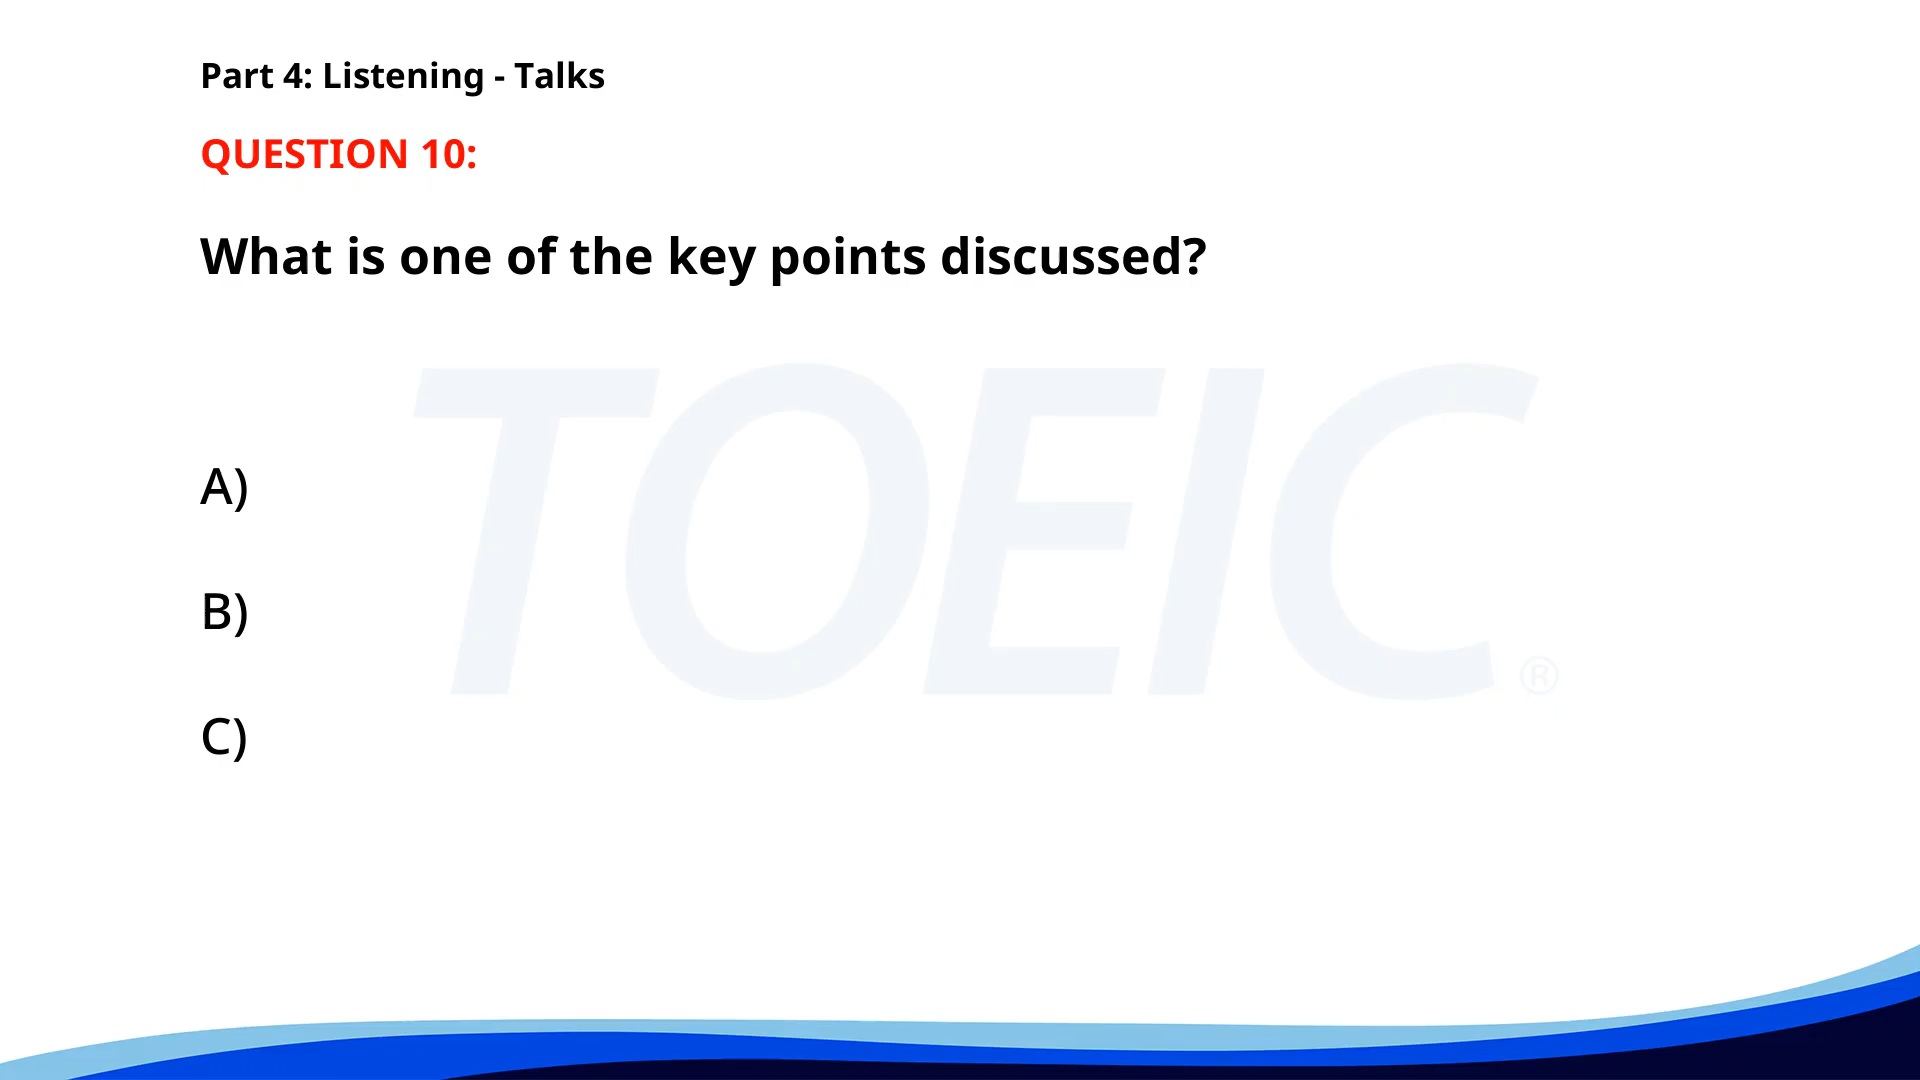 Part 4: Listening - Talks
QUESTION 10:
What is one of the key points discussed?
TOEIC®
A)
B)
C)